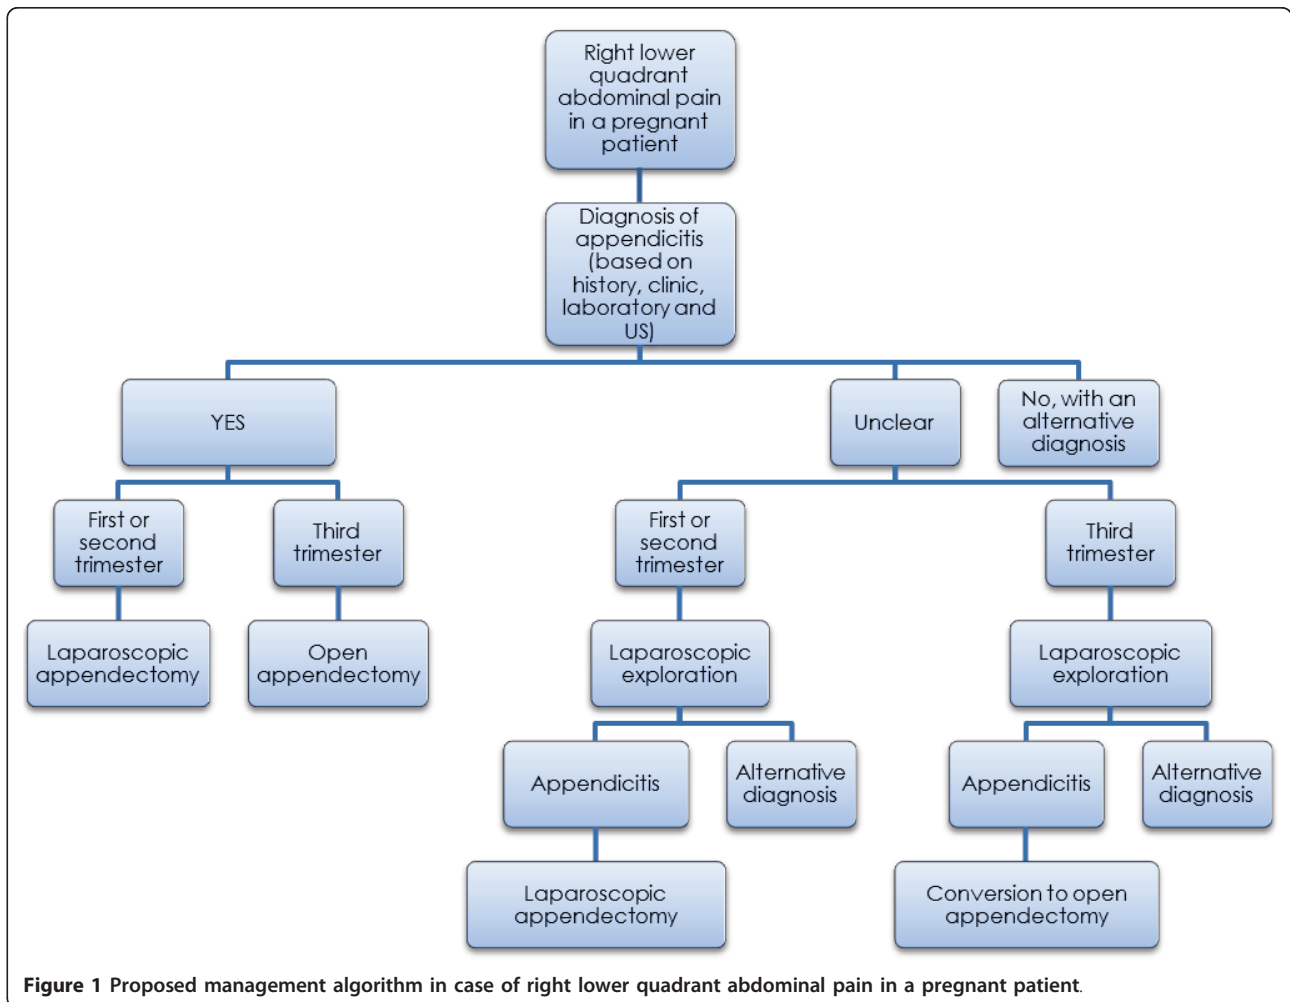 Right lower
quadrant
abdominal pain
in a pregnant
patient
Diagnosis of
appendicitis
(based on
history, clinic,
laboratory and
US)
YES
Unclear
No, with an
alternative
diagnosis
First or
second
trimester
Third
trimester
First or
second
trimester
Third
trimester
Laparoscopic
appendectomy
Open
appendectomy
Laparoscopic
exploration
Laparoscopic
exploration
Appendicitis
Alternative
diagnosis
Appendicitis
Alternative
diagnosis
Laparoscopic
appendectomy
Conversion to open
appendectomy
Figure 1 Proposed management algorithm in case of right lower quadrant abdominal pain in a pregnant patient.